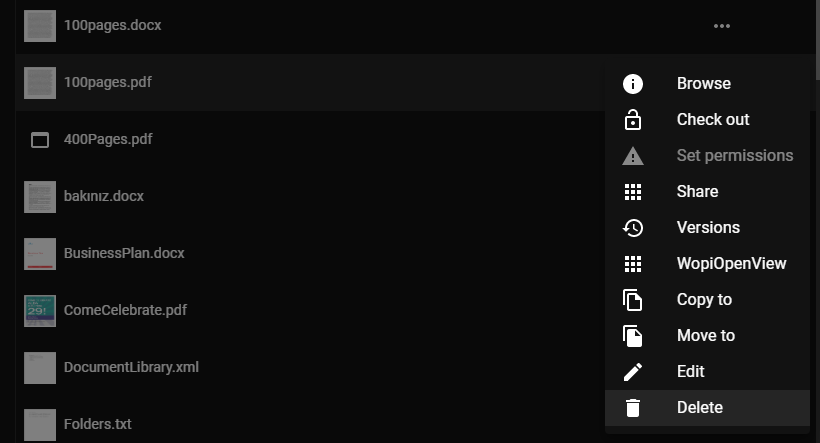 100pages.docx
100pages.pdf
400Pages.pdf
bakınız.docx
BusinessPlan.docx
ComeCelebrate.pdf
DocumentLibrary.xml
Folders.txt
Browse
Check out
Set permissions
Share
Versions
WopiOpenView
Copy to
Move to
Edit
Delete
29!